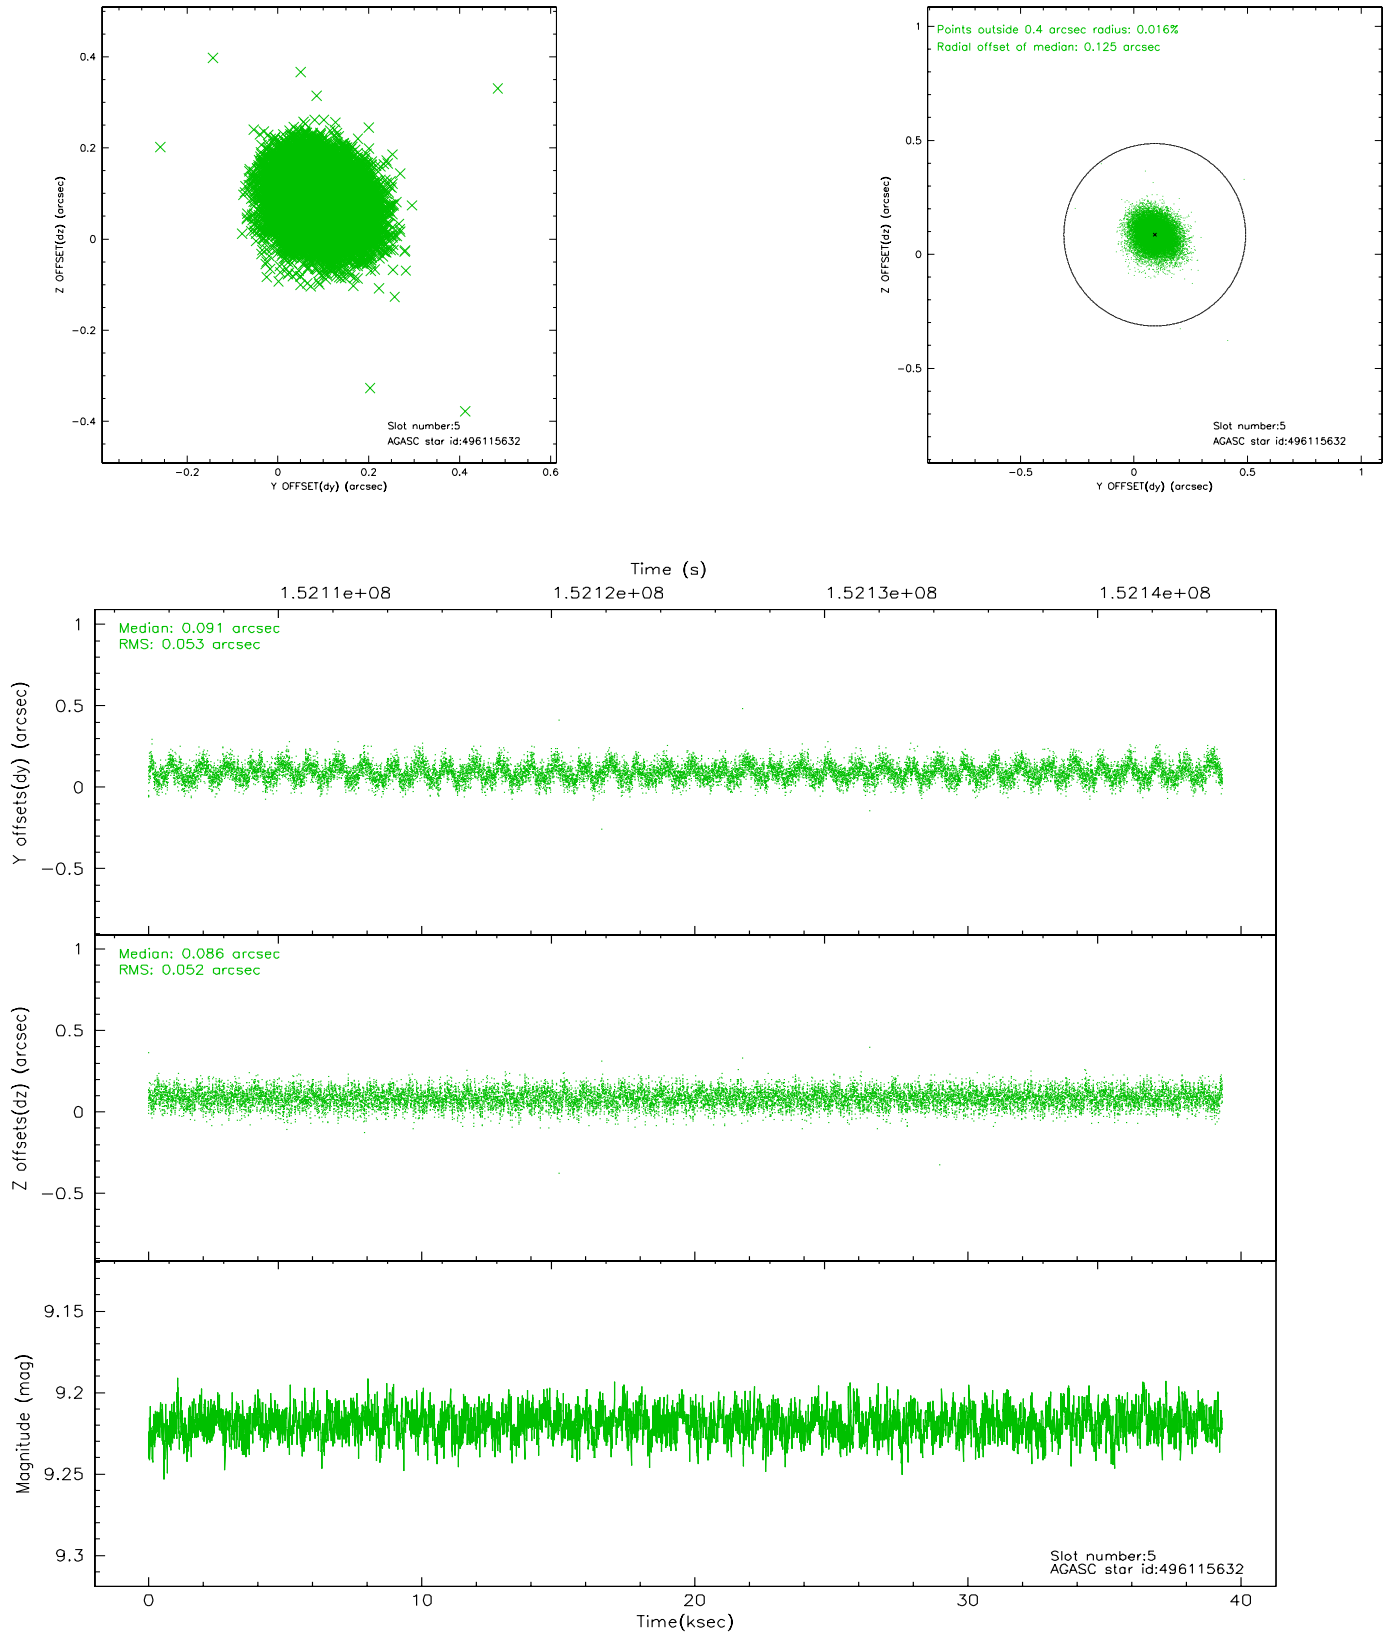 0.4
0.2
0
−0.2
−0.4
Z OFFSET(dz) (arcsec)
Slot number:5
AGASC star id:496115632
−0.2 0 0.2 0.4 0.6
Y OFFSET(dy) (arcsec)
Points outside 0.4 arcsec radius: 0.016%
Radial offset of median: 0.125 arcsec
1
0.5
0
−0.5
Z OFFSET(dz) (arcsec)
Slot number:5
AGASC star id:496115632
−0.5 0 0.5 1
Y OFFSET(dy) (arcsec)
Time (s)
1.5211e+08 1.5212e+08 1.5213e+08 1.5214e+08
Median: 0.091 arcsec
RMS: 0.053 arcsec
1
0.5
0
−0.5
Y offsets(dy) (arcsec)
Median: 0.086 arcsec
RMS: 0.052 arcsec
1
0.5
0
−0.5
Z offsets(dz) (arcsec)
9.15
9.2
9.25
9.3
Magnitude (mag)
Slot number:5
AGASC star id:496115632
0 10 20 30 40
Time(ksec)